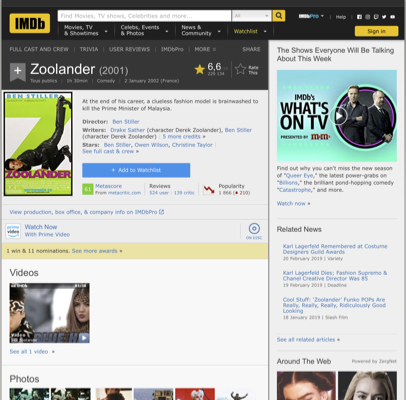 IMDb
Find Movies, TV shows, Celebrities and more...
All
IMDbPro
Help
Movies, TV
& Showtimes
Celebs, Events
& Photos
News &
Community
Watchlist
Sign in
FULL CAST AND CREW | TRIVIA | USER REVIEWS | IMDbPro | MORE
SHARE
Zoolander (2001)
Tous publics | 1h 30min | Comedy | 2 January 2002 (France)
6,6
Rate
This
BEN STILLER
ZOOLANDER
At the end of his career, a clueless fashion model is brainwashed to
kill the Prime Minister of Malaysia.
Director: Ben Stiller
Writers: Drake Sather (character Derek Zoolander), Ben Stiller
(character Derek Zoolander) | 5 more credits »
Stars: Ben Stiller, Owen Wilson, Christine Taylor |
See full cast & crew »
+ Add to Watchlist
61
Metascore
From metacritic.com
Reviews
524 user | 139 critic
Popularity
View production, box office, & company info on IMDbPro
prime video
Watch Now
With Prime Video
ON DISC
1 win & 11 nominations. See more awards »
Videos
See all 1 video »
Photos
The Shows Everyone Will Be Talking
About This Week
IMDb's
WHAT'S
ON TV
PRESENTED BY
Find out why you can't miss the new season
of "Queer Eye," the latest power-grabs on
"Billions," the brilliant pond-hopping comedy
"Catastrophe," and more.
Watch now »
Related News
Karl Lagerfeld Remembered at Costume
Designers Guild Awards
20 February 2019 | Variety
Karl Lagerfeld Dies; Fashion Supremo &
Chanel Creative Director Was 85
19 February 2019 | Deadline
Cool Stuff: 'Zoolander' Funko POPs Are
Really, Really, Really, Ridiculously Good
Looking
18 January 2019 | Slash Film
See all related articles »
Around The Web
Powered by ZergNet